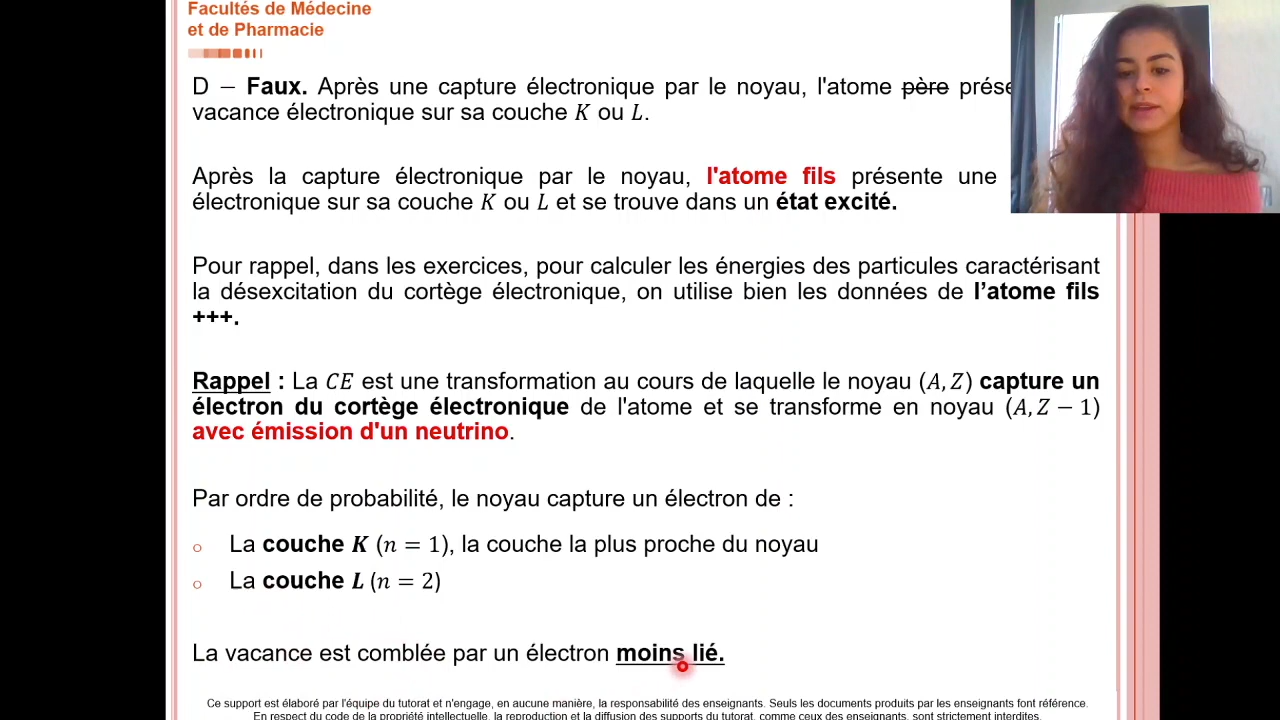 Facultés de Médecine
et de Pharmacie
D – Faux. Après une capture électronique par le noyau, l'atome père
vacance électronique sur sa couche K ou L.
Après la capture électronique par le noyau, l'atome fils présente une
électronique sur sa couche K ou L et se trouve dans un état excité.
Pour rappel, dans les exercices, pour calculer les énergies des particules caractérisant
la désexcitation du cortège électronique, on utilise bien les données de l’atome fils
+++.
Rappel : La CE est une transformation au cours de laquelle le noyau (A, Z) capture un
électron du cortège électronique de l'atome et se transforme en noyau (A, Z − 1)
avec émission d'un neutrino.
Par ordre de probabilité, le noyau capture un électron de :
o La couche K (n = 1), la couche la plus proche du noyau
o La couche L (n = 2)
La vacance est comblée par un électron moins lié.
Ce support est élaboré par l'équipe du tutorat et n'engage, en aucune manière, la responsabilité des enseignants. Seuls les documents produits par les enseignants font référence.
En respect du code de la propriété intellectuelle, la reproduction et la diffusion des supports du tutorat, comme ceux des enseignants, sont strictement interdites.